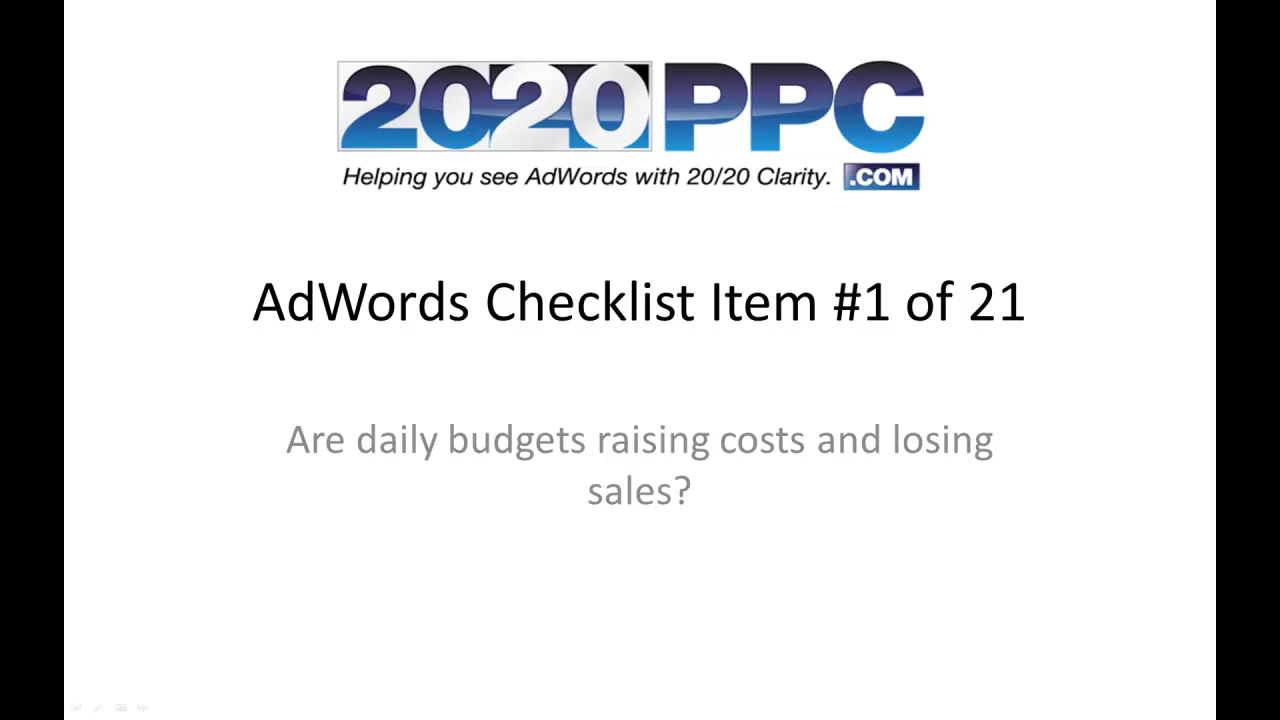 2020PPC
Helping you see AdWords with 20/20 Clarity. .COM
AdWords Checklist Item #1 of 21
Are daily budgets raising costs and losing
sales?